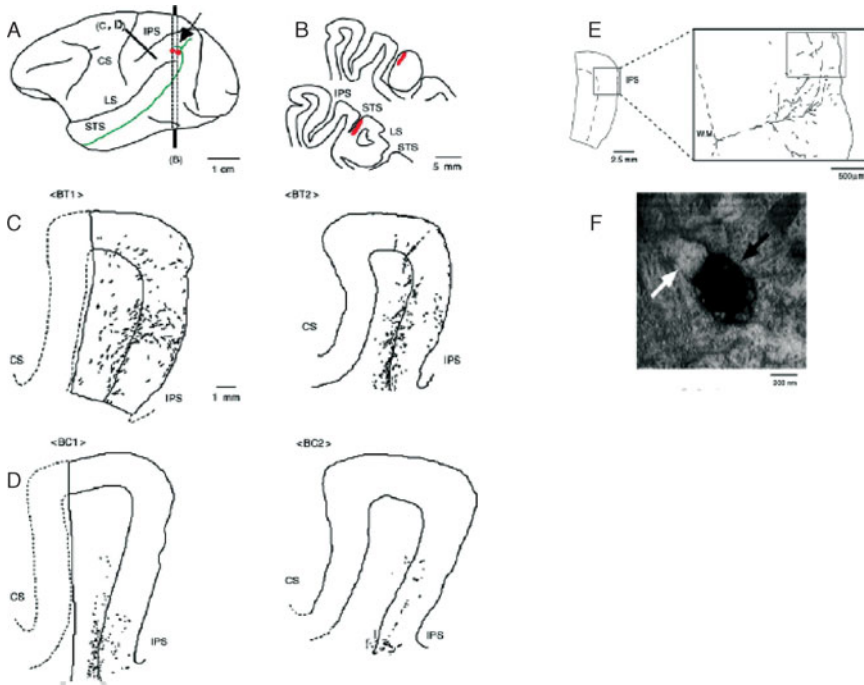 A
(C, D)
IPS
CS
LS
STS
(B)
1 cm
B
IPS
STS
LS
STS
5 mm
E
IPS
WM
2.5 mm
500μm
F
200 nm
C
<BT1>
CS
IPS
1 mm
<BT2>
CS
IPS
D
<BC1>
CS
IPS
<BC2>
CS
IPS